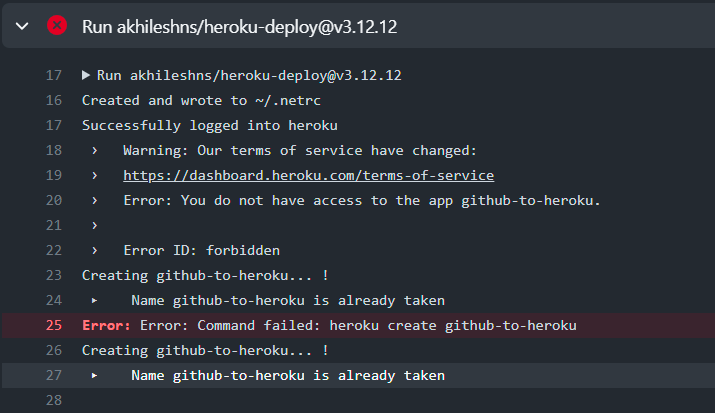 Run akhileshns/heroku-deploy@v3.12.12
17 ▶ Run akhileshns/heroku-deploy@v3.12.12
16 Created and wrote to ~/.netrc
17 Successfully logged into heroku
18 › Warning: Our terms of service have changed:
19 › https://dashboard.heroku.com/terms-of-service
20 › Error: You do not have access to the app github-to-heroku.
21 ›
22 › Error ID: forbidden
23 Creating github-to-heroku... !
24 ▸ Name github-to-heroku is already taken
25 Error: Error: Command failed: heroku create github-to-heroku
26 Creating github-to-heroku... !
27 ▸ Name github-to-heroku is already taken
28